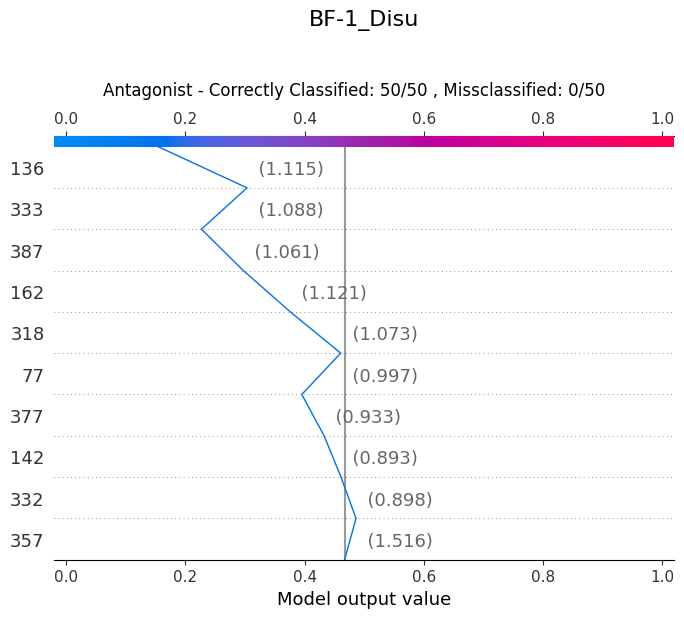 BF-1_Disu
Antagonist - Correctly Classified: 50/50 , Missclassified: 0/50
0.0 0.2 0.4 0.6 0.8 1.0
136 (1.115)
333 (1.088)
387 (1.061)
162 (1.121)
318 (1.073)
77 (0.997)
377 (0.933)
142 (0.893)
332 (0.898)
357 (1.516)
0.0 0.2 0.4 0.6 0.8 1.0
Model output value